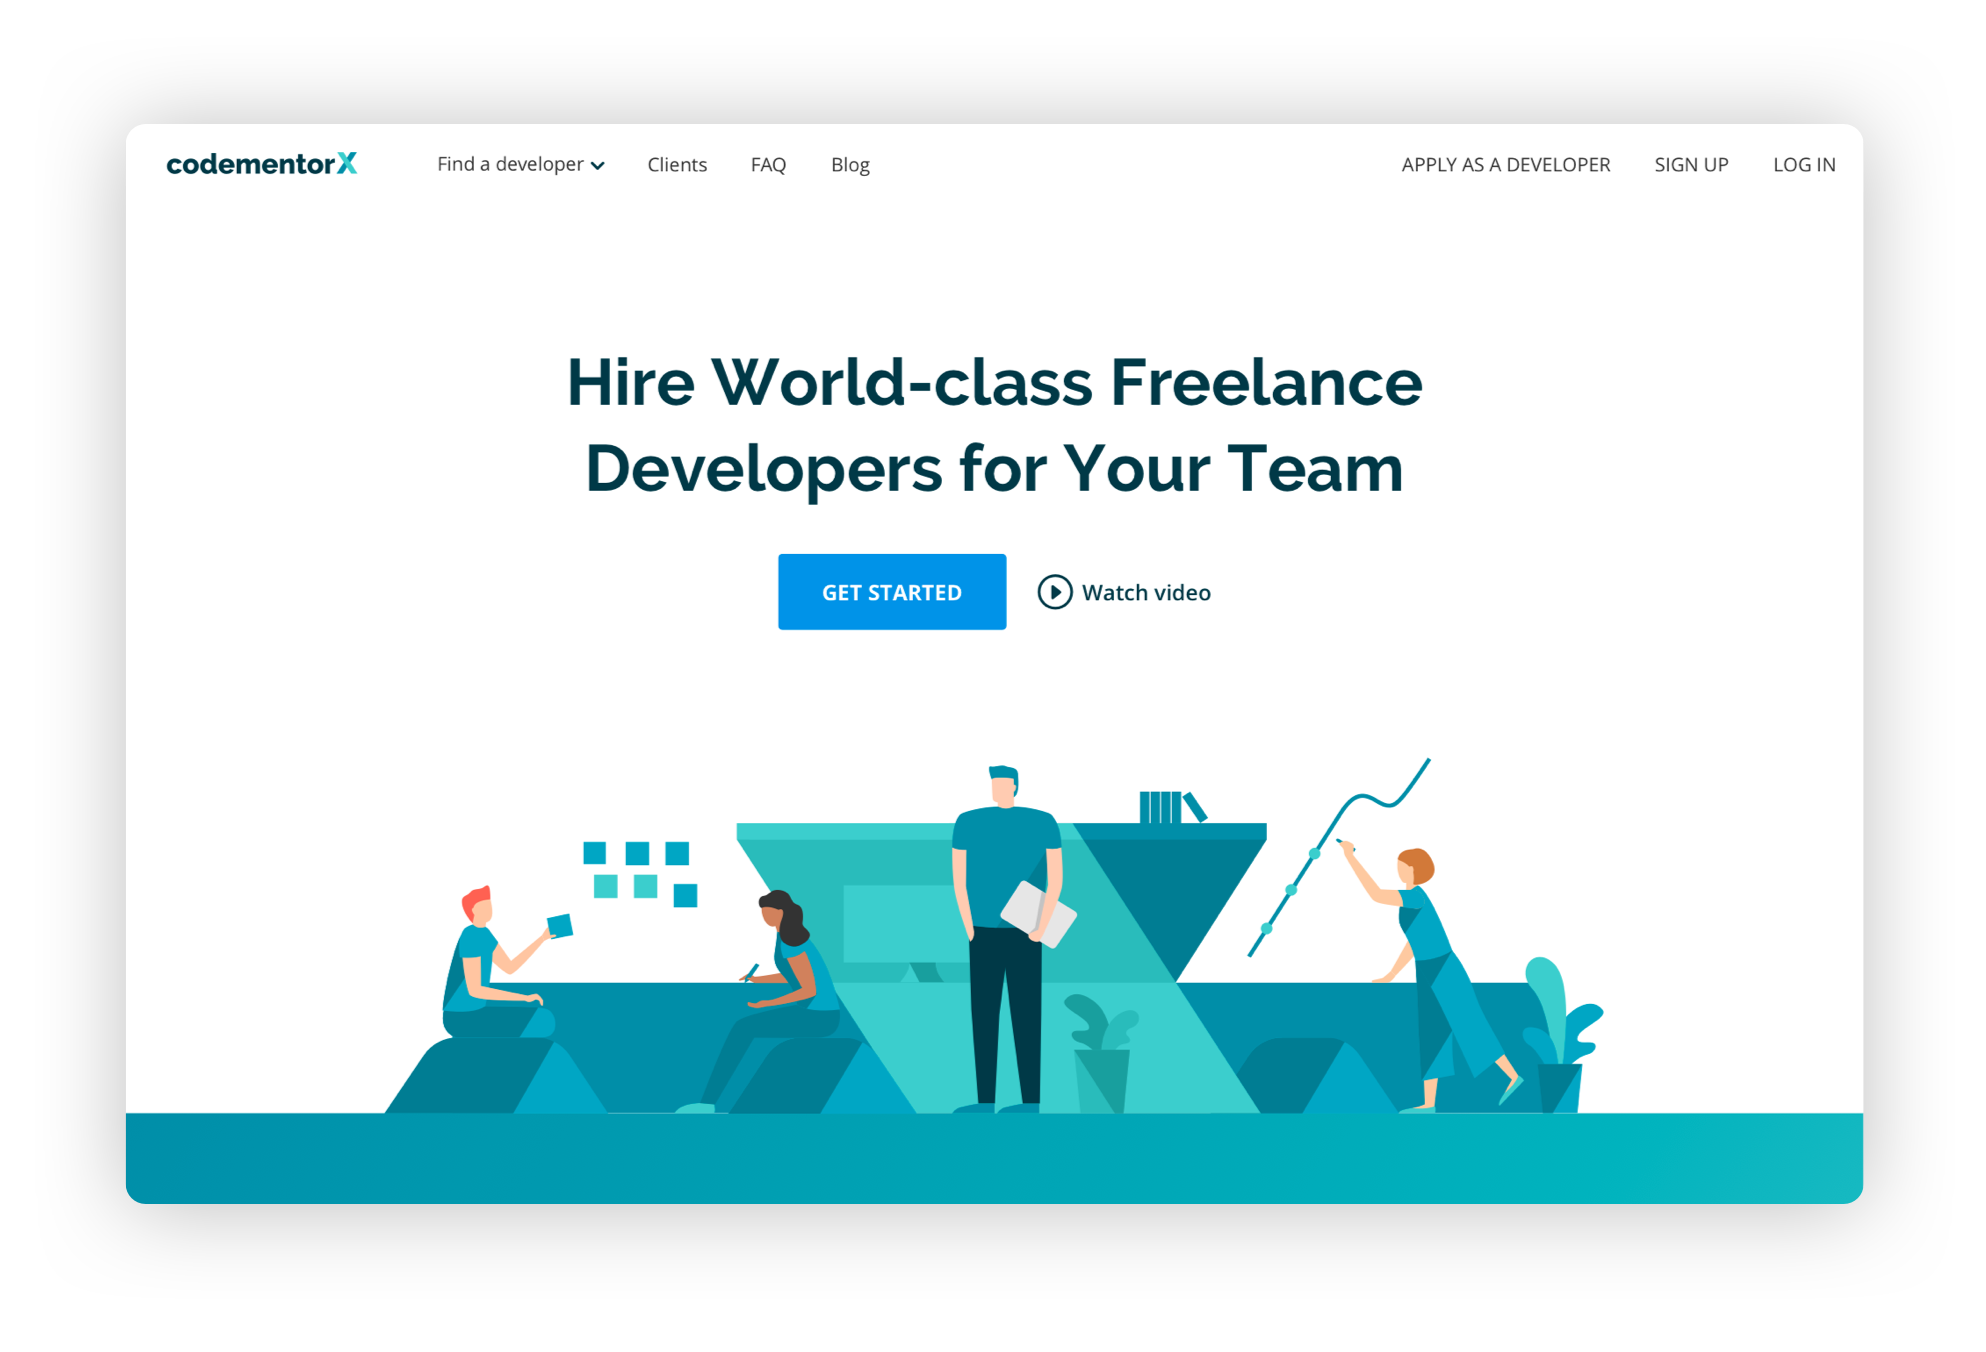 codementorX
Find a developer
Clients
FAQ
Blog
APPLY AS A DEVELOPER
SIGN UP
LOG IN
Hire World-class Freelance
Developers for Your Team
GET STARTED
Watch video